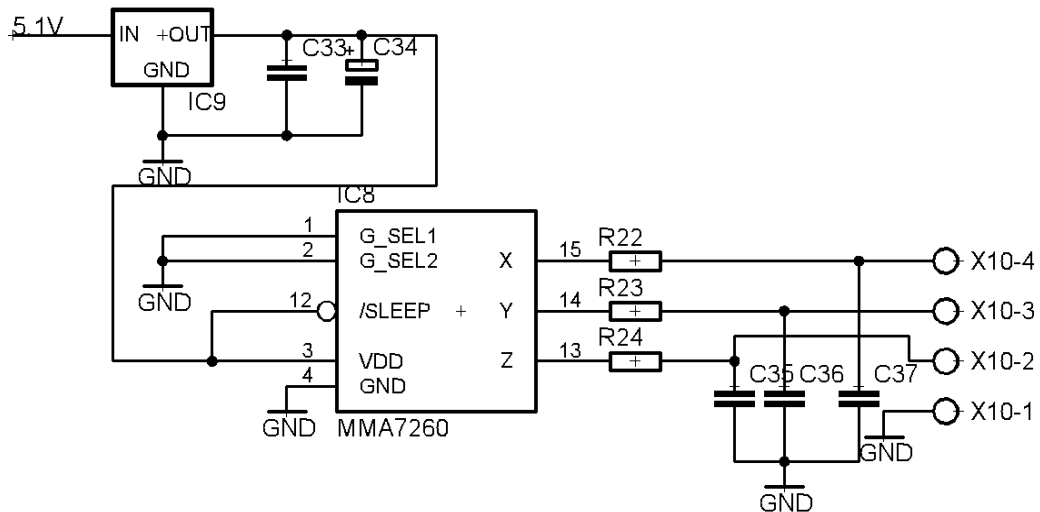 5.1V
IN +OUT
GND
IC9
C33
+
C34
GND
IC8
1 G_SEL1
2 G_SEL2
GND
12 /SLEEP
3 VDD
4 GND
GND
MMA7260
X 15 R22 X10-4
Y 14 R23 X10-3
Z 13 R24 X10-2
C35 C36 C37
X10-1
GND
GND